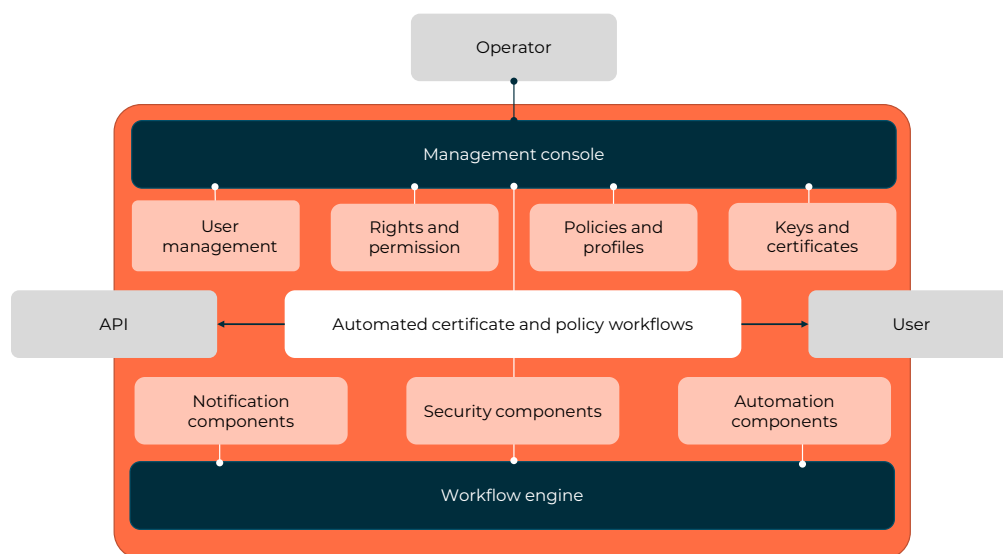 Operator
Management console
User
management
Rights and
permission
Policies and
profiles
Keys and
certificates
API
Automated certificate and policy workflows
User
Notification
components
Security components
Automation
components
Workflow engine